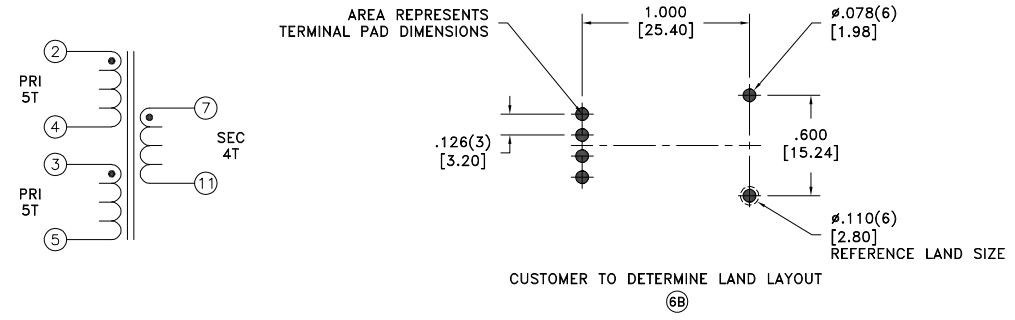 2
PRI
5T
4
3
PRI
5T
5
7
SEC
4T
11
AREA REPRESENTS
TERMINAL PAD DIMENSIONS
1.000
[25.40]
ø.078(6)
[1.98]
.126(3)
[3.20]
.600
[15.24]
ø.110(6)
[2.80]
REFERENCE LAND SIZE
CUSTOMER TO DETERMINE LAND LAYOUT
6B